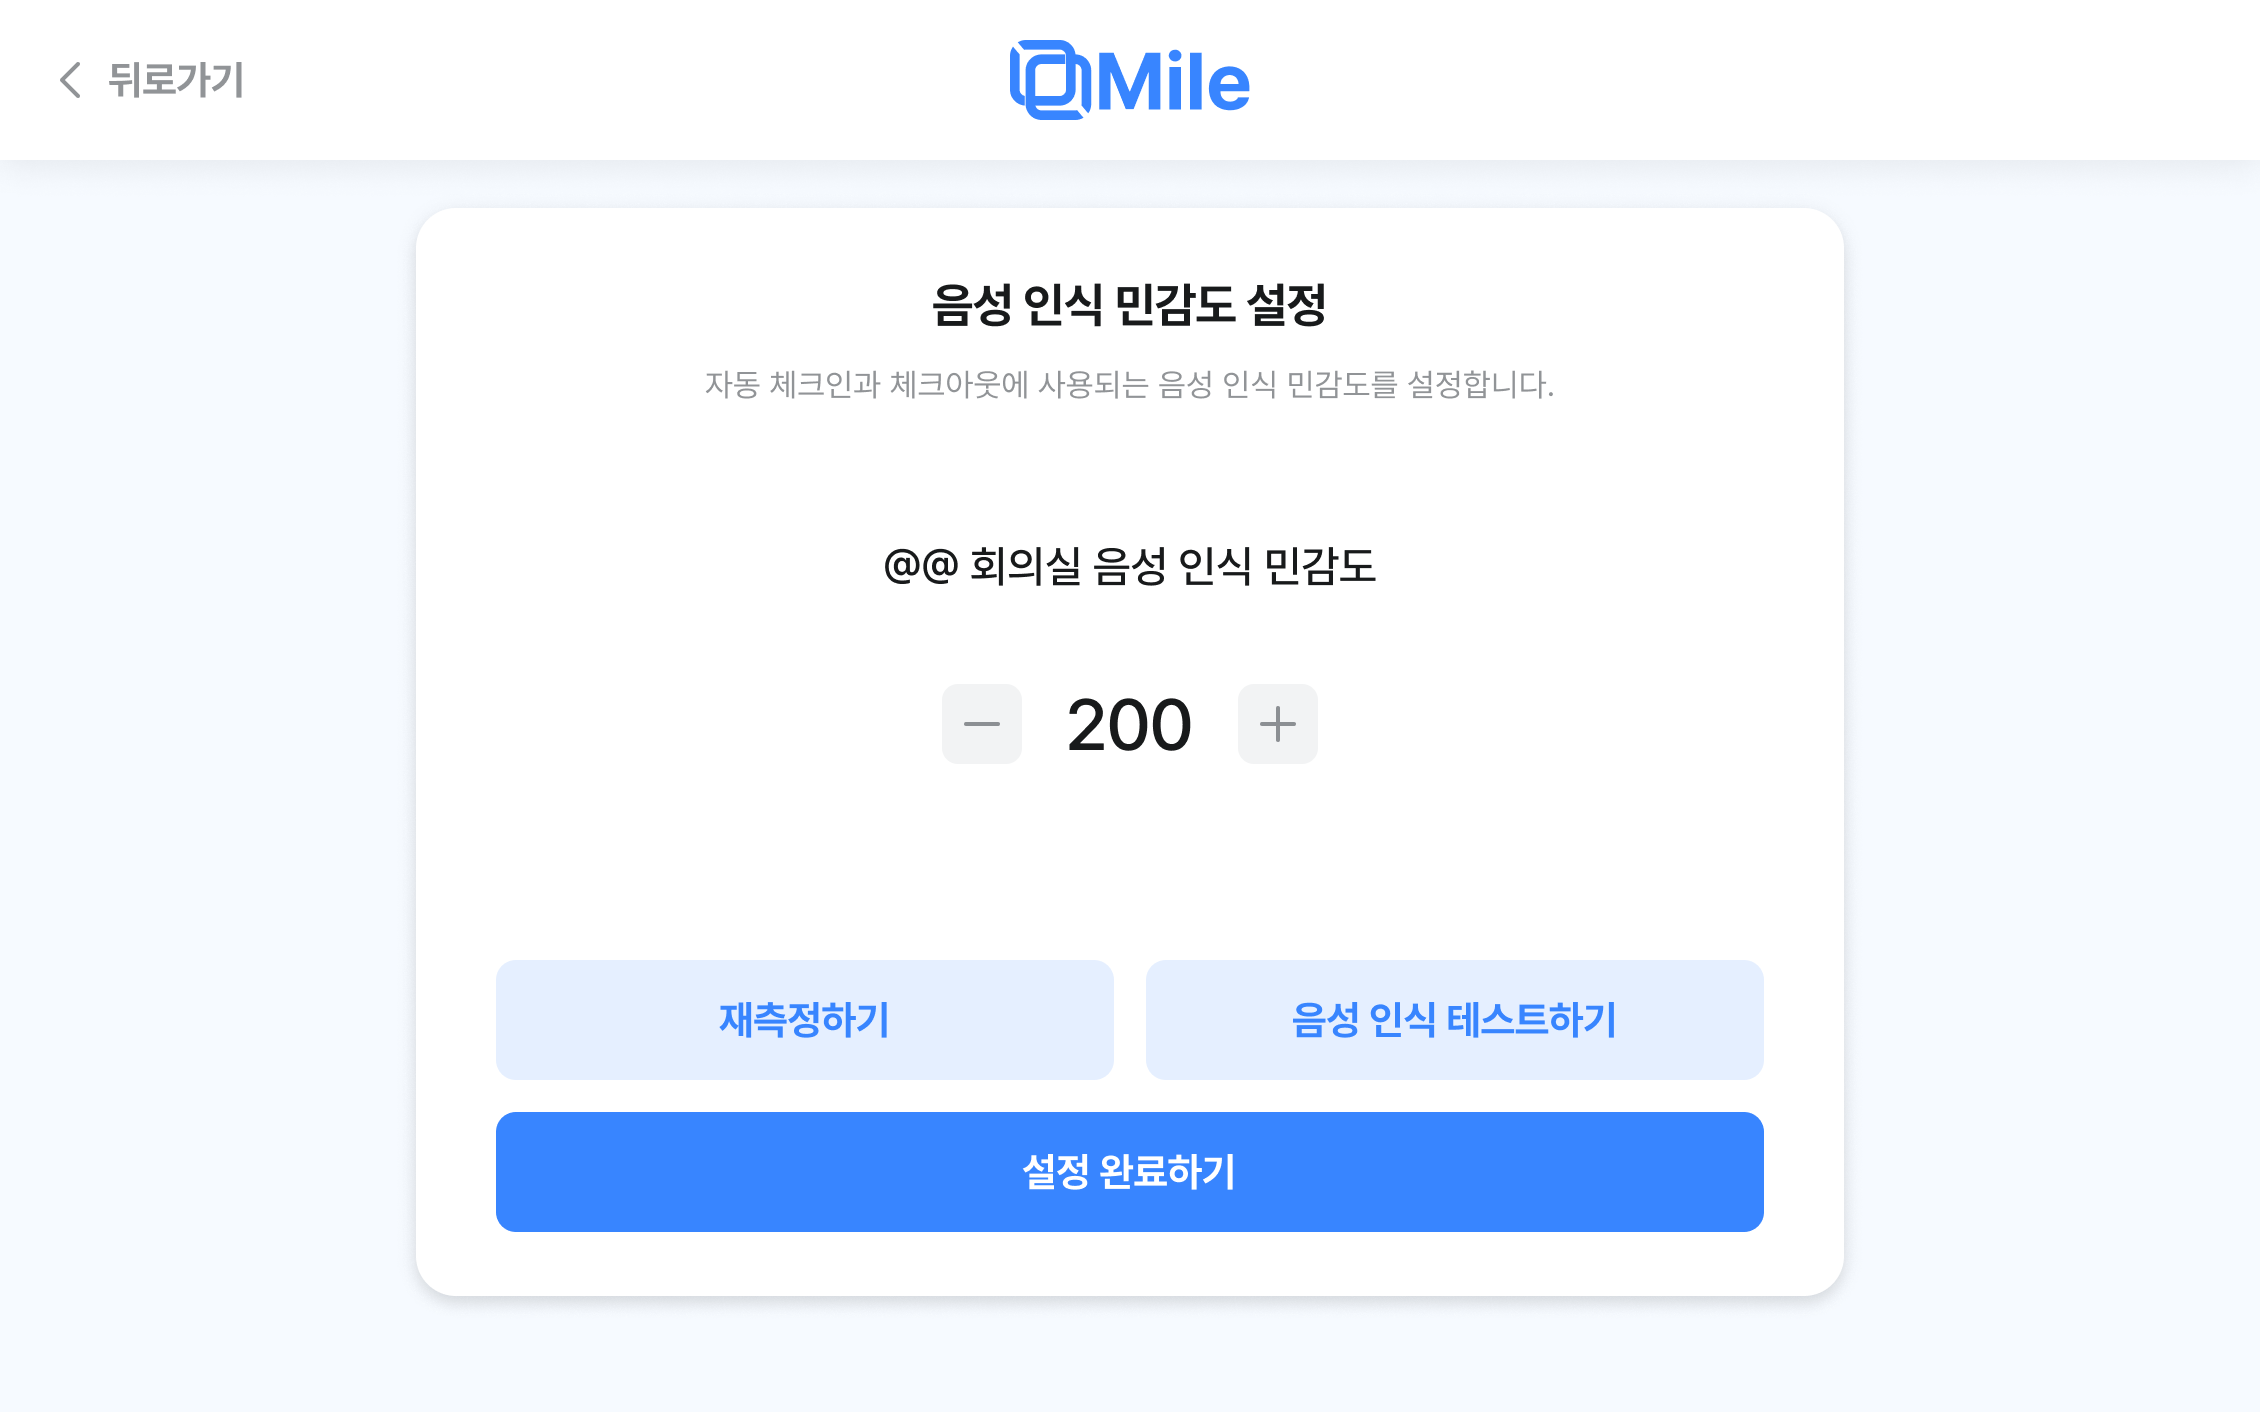 뒤로가기
Mile
음성 인식 민감도 설정
자동 체크인과 체크아웃에 사용되는 음성 인식 민감도를 설정합니다.
@@ 회의실 음성 인식 민감도
200
재측정하기
음성 인식 테스트하기
설정 완료하기